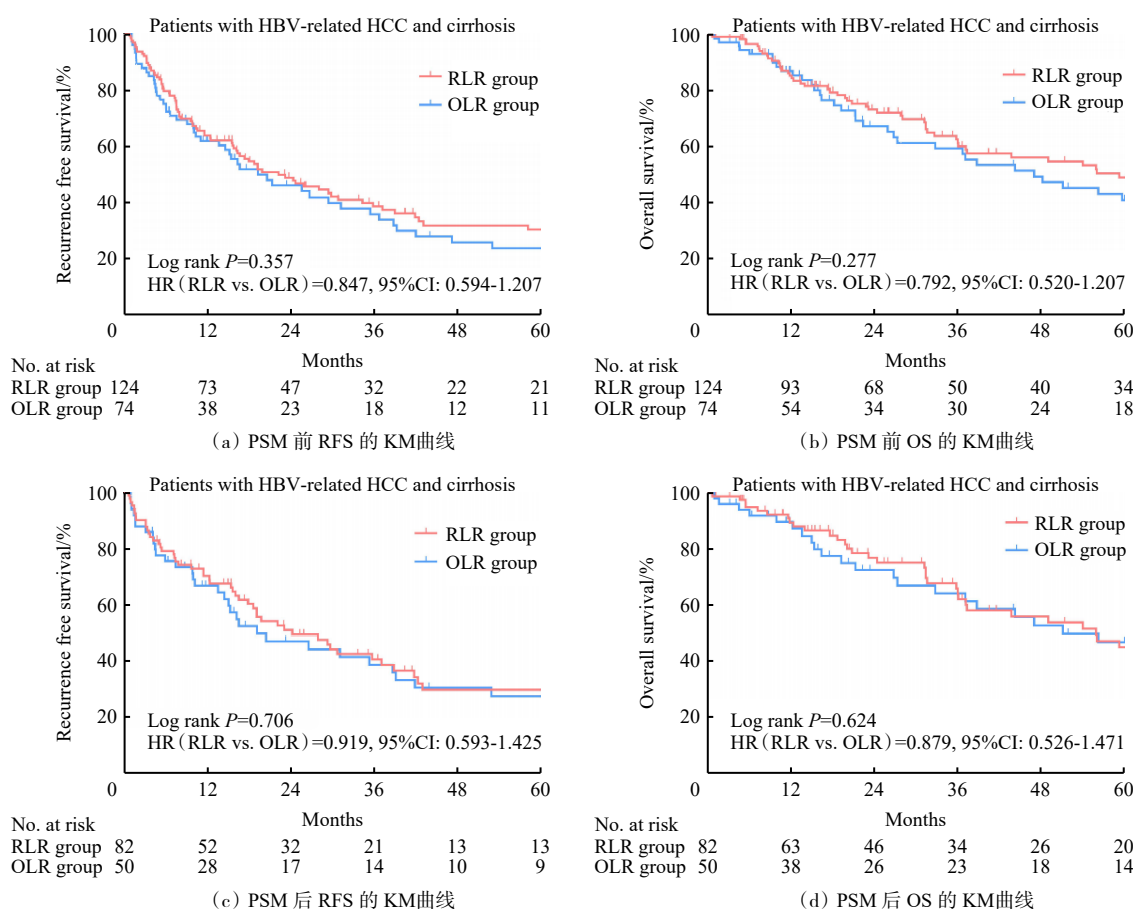 Patients with HBV-related HCC and cirrhosis
Recurrence free survival/%
100
80
60
40
20
0
RLR group
OLR group
Log rank P=0.357
HR(RLR vs. OLR)=0.847, 95%CI: 0.594-1.207
12 24 36 48 60
Months
No. at risk
RLR group 124 73 47 32 22 21
OLR group 74 38 23 18 12 11
(a) PSM 前 RFS 的 KM曲线
Patients with HBV-related HCC and cirrhosis
Overall survival/%
100
80
60
40
20
0
RLR group
OLR group
Log rank P=0.277
HR(RLR vs. OLR)=0.792, 95%CI: 0.520-1.207
12 24 36 48 60
Months
No. at risk
RLR group 124 93 68 50 40 34
OLR group 74 54 34 30 24 18
(b) PSM 前 OS 的 KM曲线
Patients with HBV-related HCC and cirrhosis
Recurrence free survival/%
100
80
60
40
20
0
RLR group
OLR group
Log rank P=0.706
HR(RLR vs. OLR)=0.919, 95%CI: 0.593-1.425
12 24 36 48 60
Months
No. at risk
RLR group 82 52 32 21 13 13
OLR group 50 28 17 14 10 9
(c) PSM 后 RFS 的 KM曲线
Patients with HBV-related HCC and cirrhosis
Overall survival/%
100
80
60
40
20
0
RLR group
OLR group
Log rank P=0.624
HR(RLR vs. OLR)=0.879, 95%CI: 0.526-1.471
12 24 36 48 60
Months
No. at risk
RLR group 82 63 46 34 26 20
OLR group 50 38 26 23 18 14
(d) PSM 后 OS 的 KM曲线